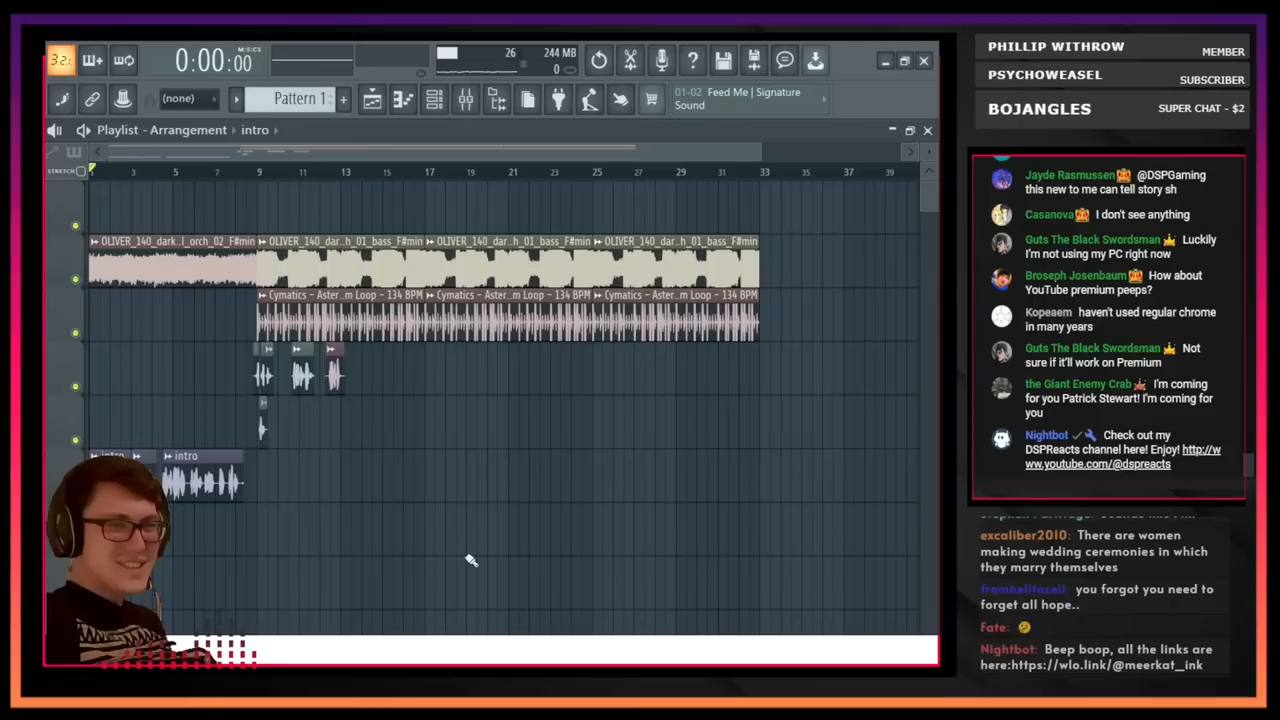 3.2.
0:00:00
M:S:CS
26
244 MB
0
(none)
Pattern 1
01-02 Feed Me | Signature
Sound
Playlist - Arrangement
intro
STRETCH
3 5 7 9 11 13 15 17 19 21 23 25 27 29 31 33 35 37 39
OLIVER_140_dark...l_orch_02_F#min
OLIVER_140_dar...h_01_bass_F#min
OLIVER_140_dar...h_01_bass_F#min
OLIVER_140_dar...h_01_bass_F#min
Cymatics - Aster...m Loop - 134 BPM
Cymatics - Aster...m Loop - 134 BPM
Cymatics - Aster...m Loop - 134 BPM
intro
intro
PHILLIP WITHROW MEMBER
PSYCHOWEASEL SUBSCRIBER
BOJANGLES SUPER CHAT - $2
Jayde Rasmussen @DSPGaming
this new to me can tell story sh
Casanova I don't see anything
Guts The Black Swordsman Luckily
I'm not using my PC right now
Broseph Josenbaum How about
YouTube premium peeps?
Kopeaem haven't used regular chrome
in many years
Guts The Black Swordsman Not
sure if it'll work on Premium
the Giant Enemy Crab I'm coming
for you Patrick Stewart! I'm coming for
you
Nightbot Check out my
DSPReacts channel here! Enjoy! http://w
ww.youtube.com/@dspreacts
excaliber2010: There are women
making wedding ceremonies in which
they marry themselves
fromhelltocell: you forgot you need to
forget all hope..
Fate:
Nightbot: Beep boop, all the links are
here:https://wlo.link/@meerkat_ink